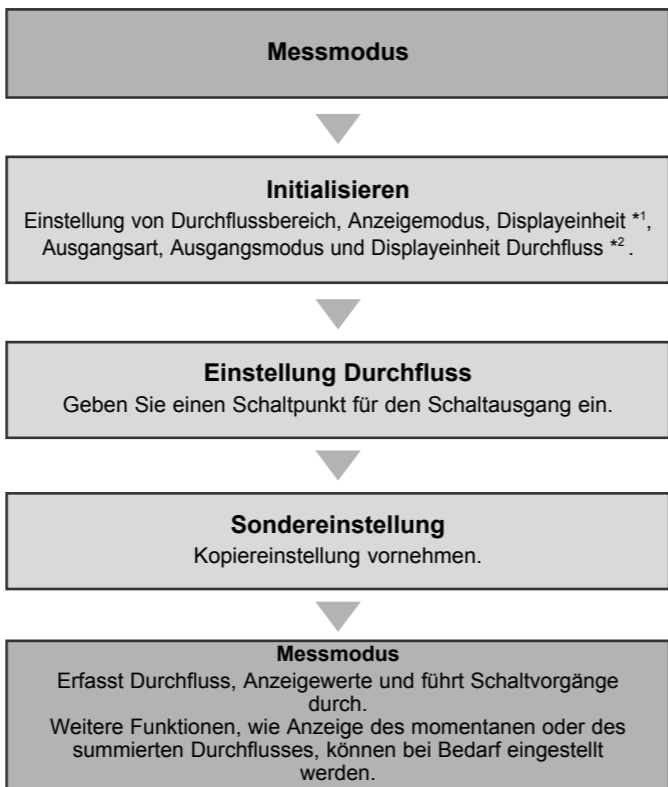 Messmodus
Initialisieren
Einstellung von Durchflussbereich, Anzeigemodus, Displayeinheit *1,
Ausgangsart, Ausgangsmodus und Displayeinheit Durchfluss *2 .
Einstellung Durchfluss
Geben Sie einen Schaltpunkt für den Schaltausgang ein.
Sondereinstellung
Kopiereinstellung vornehmen.
Messmodus
Erfasst Durchfluss, Anzeigewerte und führt Schaltvorgänge
durch.
Weitere Funktionen, wie Anzeige des momentanen oder des
summierten Durchflusses, können bei Bedarf eingestellt
werden.